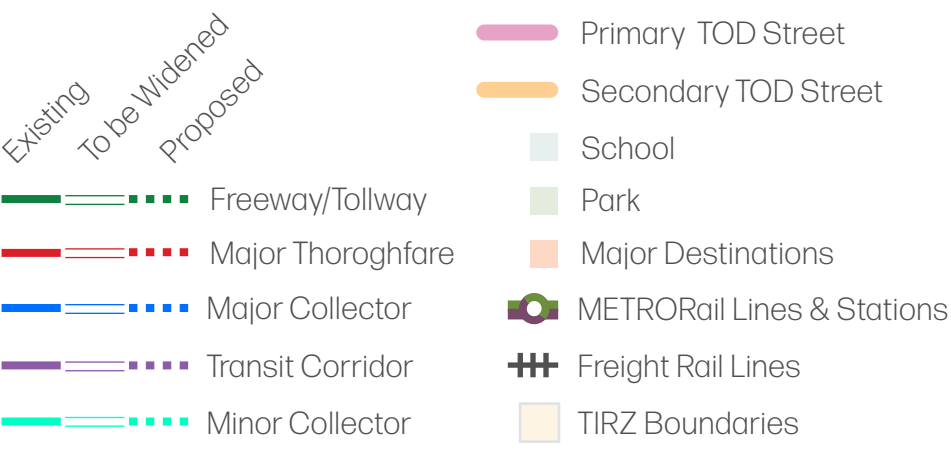 Existing
To be Widened
Proposed
Freeway/Tollway
Major Thoroghfare
Major Collector
Transit Corridor
Minor Collector
Primary TOD Street
Secondary TOD Street
School
Park
Major Destinations
METRORail Lines & Stations
Freight Rail Lines
TIRZ Boundaries